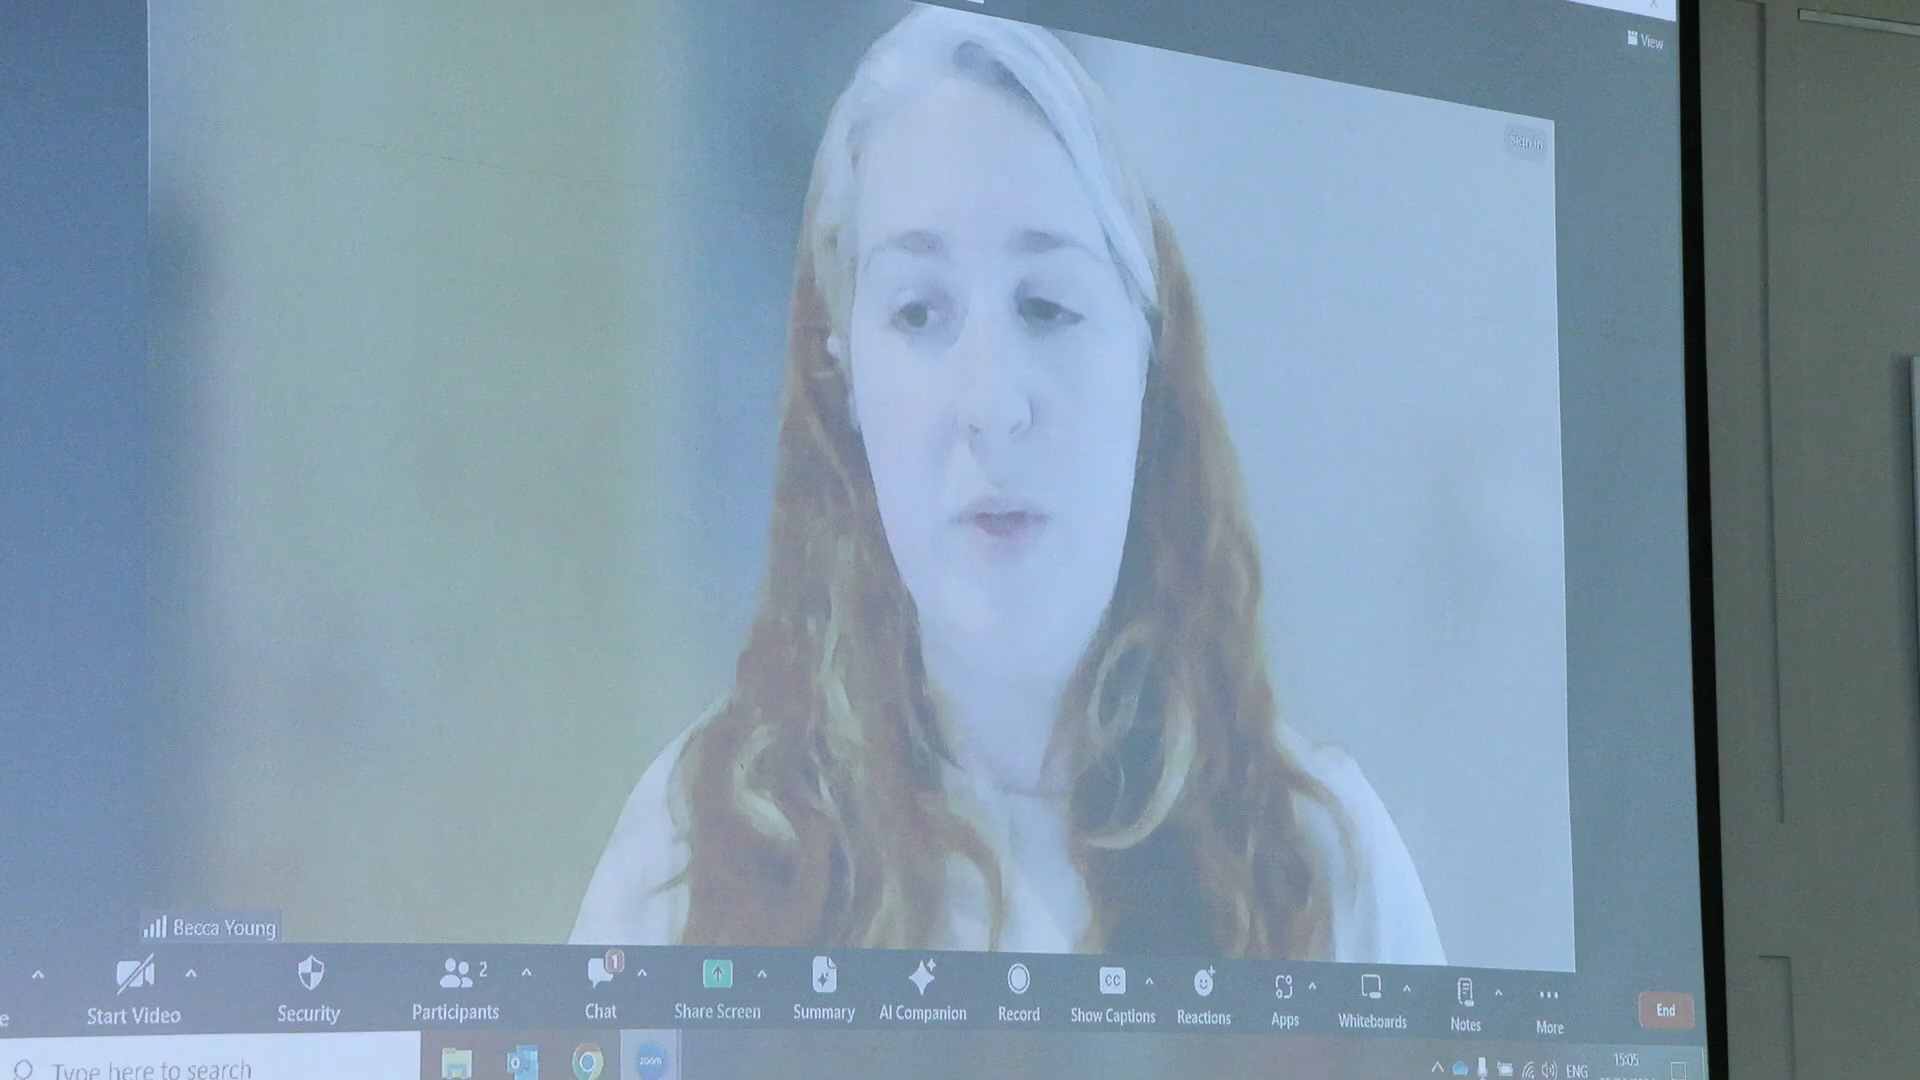 View
Sign in
Becca Young
2
1
CC
Start Video
Security
Participants
Chat
Share Screen
Summary
AI Companion
Record
Show Captions
Reactions
Apps
Whiteboards
Notes
More
End
Type here to search
zoom
ENG
15:05